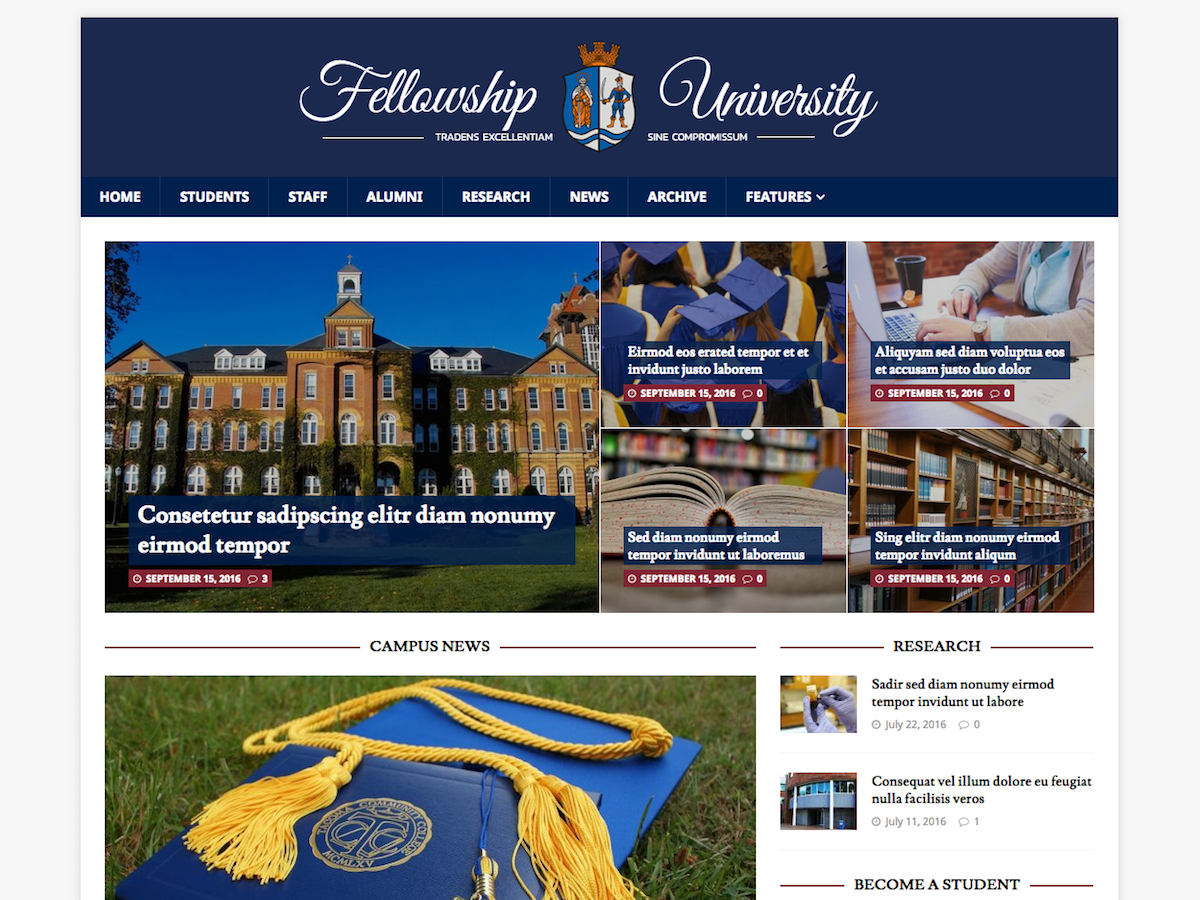 Fellowship University
TRADENS EXCELLENTIAM SINE COMPROMISSUM
HOME STUDENTS STAFF ALUMNI RESEARCH NEWS ARCHIVE FEATURES
Consetetur sadipscing elitr diam nonumy
eirmod tempor
SEPTEMBER 15, 2016 3
Eirmod eos erated tempor et et
invidunt justo laborem
SEPTEMBER 15, 2016 0
Aliquyam sed diam voluptua eos
et accusam justo duo dolor
SEPTEMBER 15, 2016 0
Sed diam nonumy eirmod
tempor invidunt ut laboremus
SEPTEMBER 15, 2016 0
Sing elitr diam nonumy eirmod
tempor invidunt aliqum
SEPTEMBER 15, 2016 0
CAMPUS NEWS
TACOMA COMMUNITY COLLEGE
MCMLXV
RESEARCH
Sadir sed diam nonumy eirmod
tempor invidunt ut labore
July 22, 2016 0
Consequat vel illum dolore eu feugiat
nulla facilisis veros
July 11, 2016 1
BECOME A STUDENT